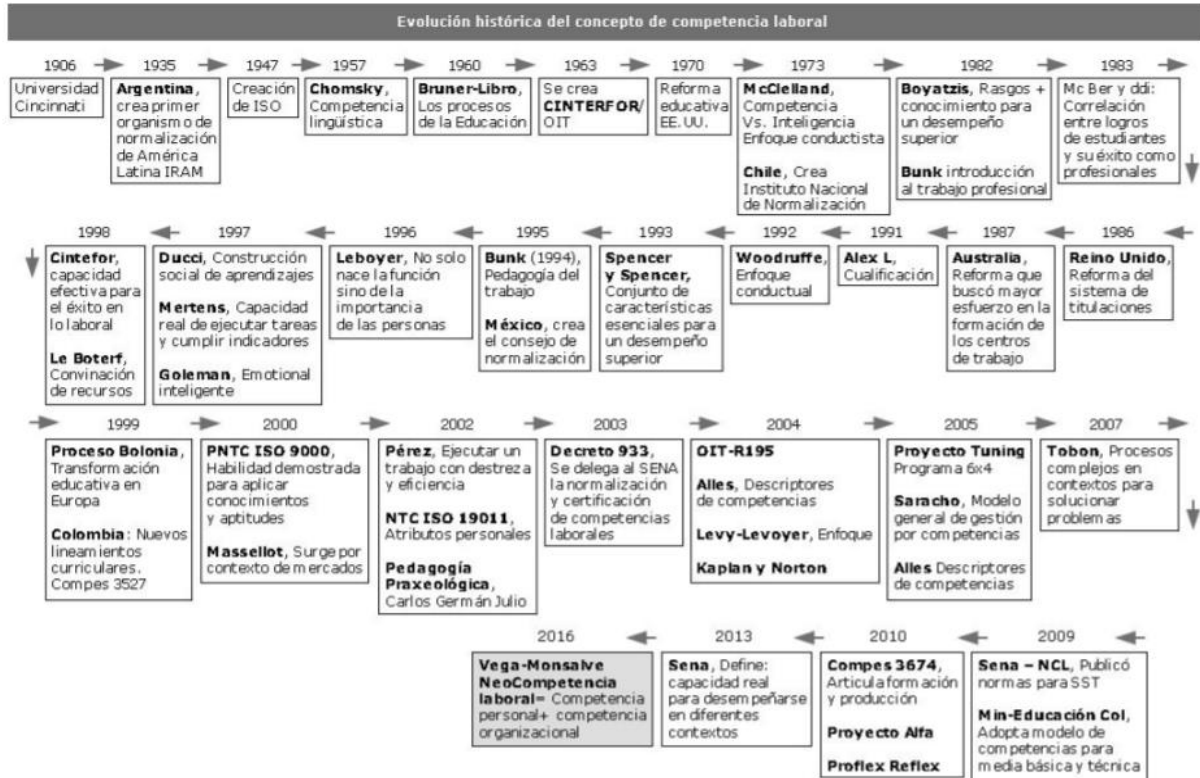 Evolución histórica del concepto de competencia laboral
1906
Universidad
Cincinnati
1935
Argentina,
crea primer
organismo de
normalización
de América
Latina IRAM
1947
Creación
de ISO
1957
Chomsky,
Competencia
lingüística
1960
Bruner-Libro,
Los procesos
de la Educación
1963
Se crea
CINTERFOR/
OIT
1970
Reforma
educativa
EE. UU.
1973
McClelland,
Competencia
Vs. Inteligencia
Enfoque conductista
Chile, Crea
Instituto Nacional
de Normalización
1982
Boyatzis, Rasgos +
conocimiento para
un desempeño
superior
Bunk introducción
al trabajo profesional
1983
Mc Ber y ddi:
Correlación
entre logros
de estudiantes
y su éxito como
profesionales
1998
Cintefor,
capacidad
efectiva para
el éxito en
lo laboral
Le Boterf,
Convinación
de recursos
1997
Ducci, Construcción
social de aprendizajes
Mertens, Capacidad
real de ejecutar tareas
y cumplir indicadores
Goleman, Emotional
inteligente
1996
Leboyer, No solo
nace la función
sino de la
importancia
de las personas
1995
Bunk (1994),
Pedagogía del
trabajo
México, crea
el consejo de
normalización
1993
Spencer
y Spencer,
Conjunto de
características
esenciales para
un desempeño
superior
1992
Woodruffe,
Enfoque
conductual
1991
Alex L,
Cualificación
1987
Australia,
Reforma que
buscó mayor
esfuerzo en la
formación de
los centros
de trabajo
1986
Reino Unido,
Reforma del
sistema de
titulaciones
1999
Proceso Bolonia,
Transformación
educativa en
Europa
Colombia: Nuevos
lineamientos
curriculares.
Compes 3527
2000
PNTC ISO 9000,
Habilidad demostrada
para aplicar
conocimientos
y aptitudes
Massellot, Surge por
contexto de mercados
2002
Pérez, Ejecutar un
trabajo con destreza
y eficiencia
NTC ISO 19011,
Atributos personales
Pedagogía
Praxeológica,
Carlos Germán Julio
2003
Decreto 933,
Se delega al SENA
la normalización
y certificación
de competencias
laborales
2004
OIT-R195
Alles, Descriptores
de competencias
Levy-Levoyer, Enfoque
Kaplan y Norton
2005
Proyecto Tuning
Programa 6x4
Saracho, Modelo
general de gestión
por competencias
Alles Descriptores
de competencias
2007
Tobon, Procesos
complejos en
contextos para
solucionar
problemas
2016
Vega-Monsalve
NeoCompetencia
laboral= Competencia
personal+ competencia
organizacional
2013
Sena, Define:
capacidad real
para desempeñarse
en diferentes
contextos
2010
Compes 3674,
Articula formación
y producción
Proyecto Alfa
Proflex Reflex
2009
Sena – NCL, Publicó
normas para SST
Min-Educación Col,
Adopta modelo de
competencias para
media básica y técnica